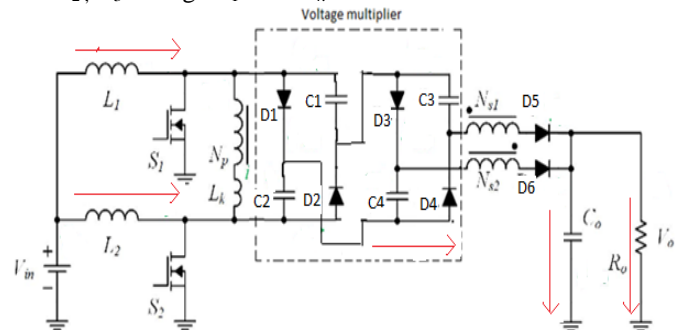 Voltage multiplier
L1
S1
Np
Lk
D1
C1
C2
D2
D3
C3
C4
D4
Ns1
D5
Ns2
D6
L2
Vin
+
-
S2
Co
Ro
Vo